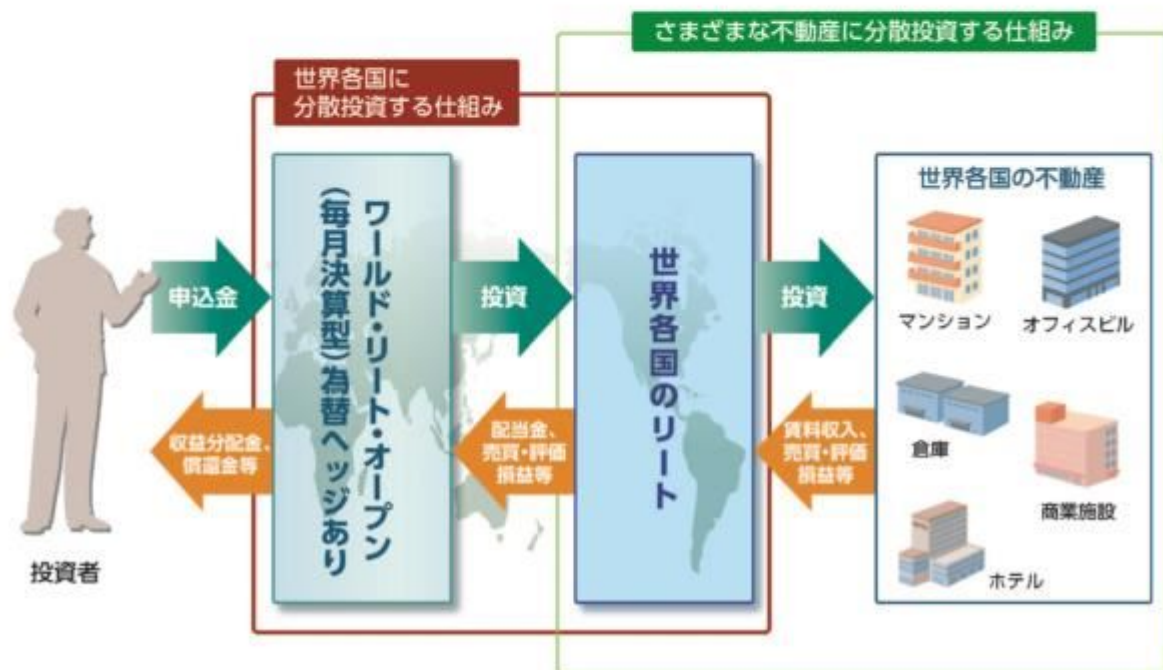 さまざまな不動産に分散投資する仕組み
世界各国に
分散投資する仕組み
投資者
申込金
収益分配金、
償還金等
ワールド・リート・オープン
(毎月決算型)為替ヘッジあり
投資
配当金、
売買・評価
損益等
世界各国のリート
投資
賃料収入、
売買・評価
損益等
世界各国の不動産
マンション
オフィスビル
倉庫
商業施設
ホテル